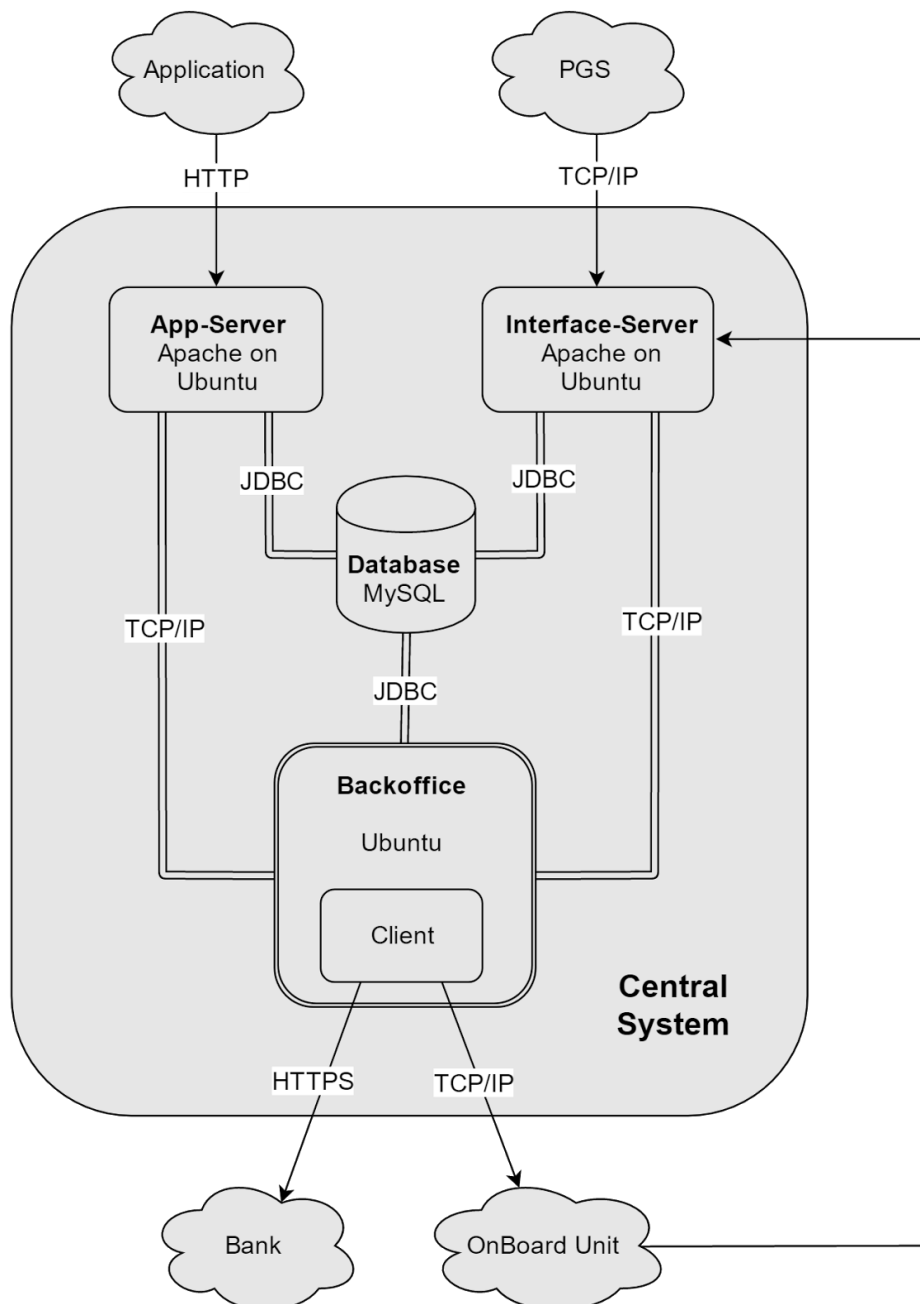 Application
PGS
HTTP
TCP/IP
App-Server
Apache on
Ubuntu
Interface-Server
Apache on
Ubuntu
JDBC
JDBC
Database
MySQL
TCP/IP
TCP/IP
JDBC
Backoffice
Ubuntu
Client
Central
System
HTTPS
TCP/IP
Bank
OnBoard Unit